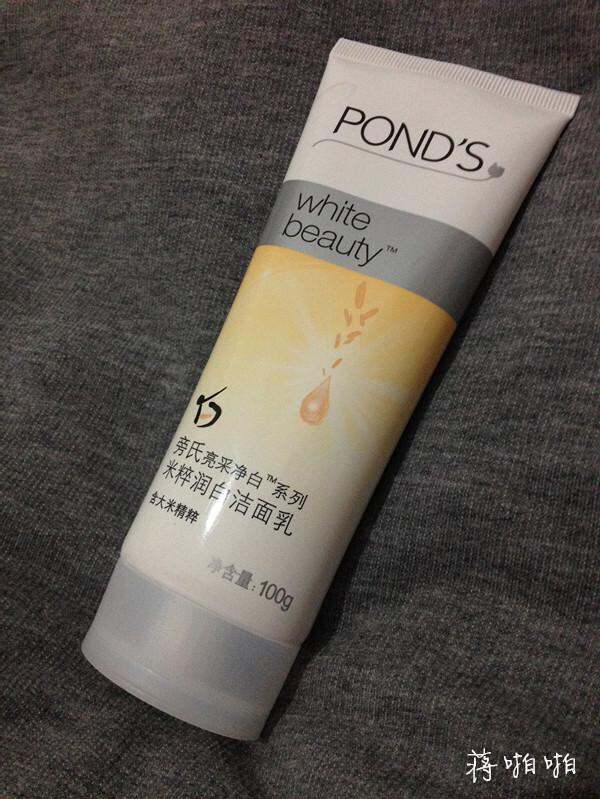 POND'S
white
beauty™
旁氏亮采净白™系列
米粹润白洁面乳
含大米精粹
净含量:100g
蒋啪啪